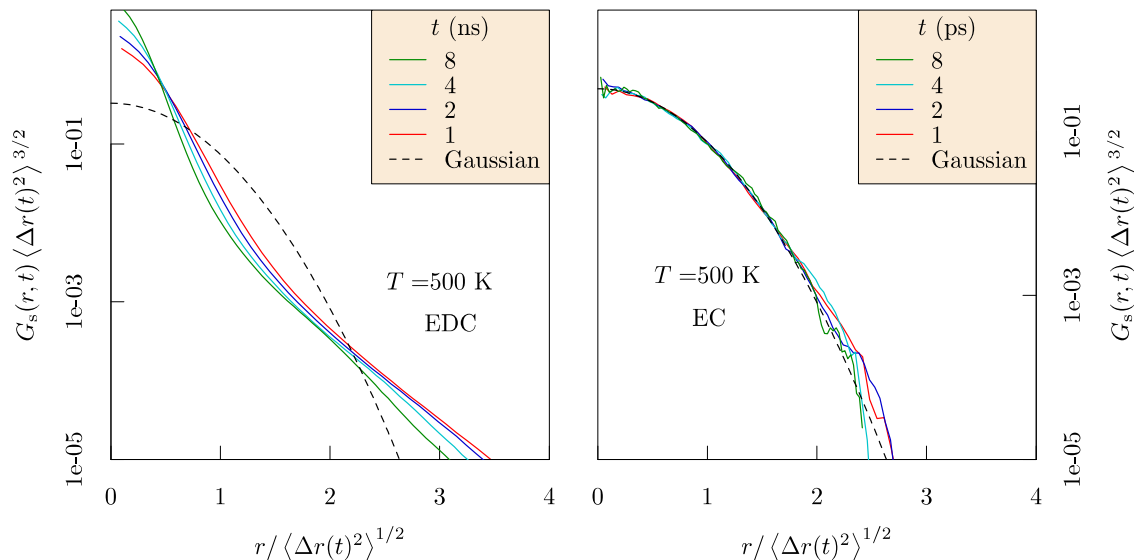 t (ns)
8
4
2
1
Gaussian
T =500 K
EDC
1e-01
1e-03
1e-05
G_s(r, t) ⟨Δr(t)²⟩^{3/2}
0 1 2 3 4
r/ ⟨Δr(t)²⟩^{1/2}
t (ps)
8
4
2
1
Gaussian
T =500 K
EC
1e-01
1e-03
1e-05
G_s(r, t) ⟨Δr(t)²⟩^{3/2}
0 1 2 3 4
r/ ⟨Δr(t)²⟩^{1/2}